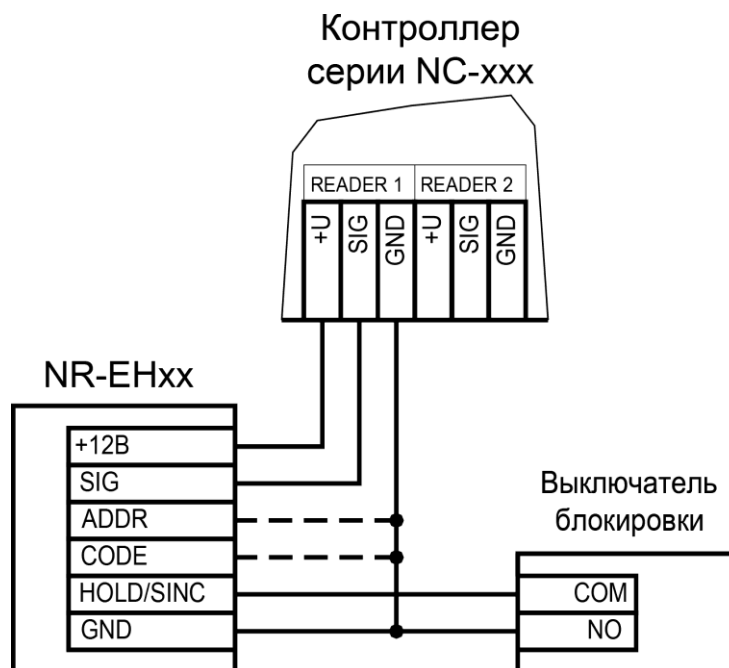 Контроллер
серии NC-xxx
READER 1 READER 2
+U SIG GND +U SIG GND
NR-EHxx
+12В
SIG
ADDR
CODE
HOLD/SINC
GND
Выключатель
блокировки
COM
NO